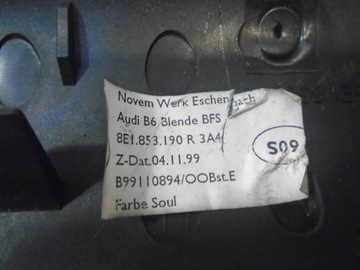 Novem Werk Eschenbach
Audi B6 Blende BFS
8E1.853.190 R 3A4
S09
Z-Dat.04.11.99
B99110894/OOBst.E
Farbe Soul